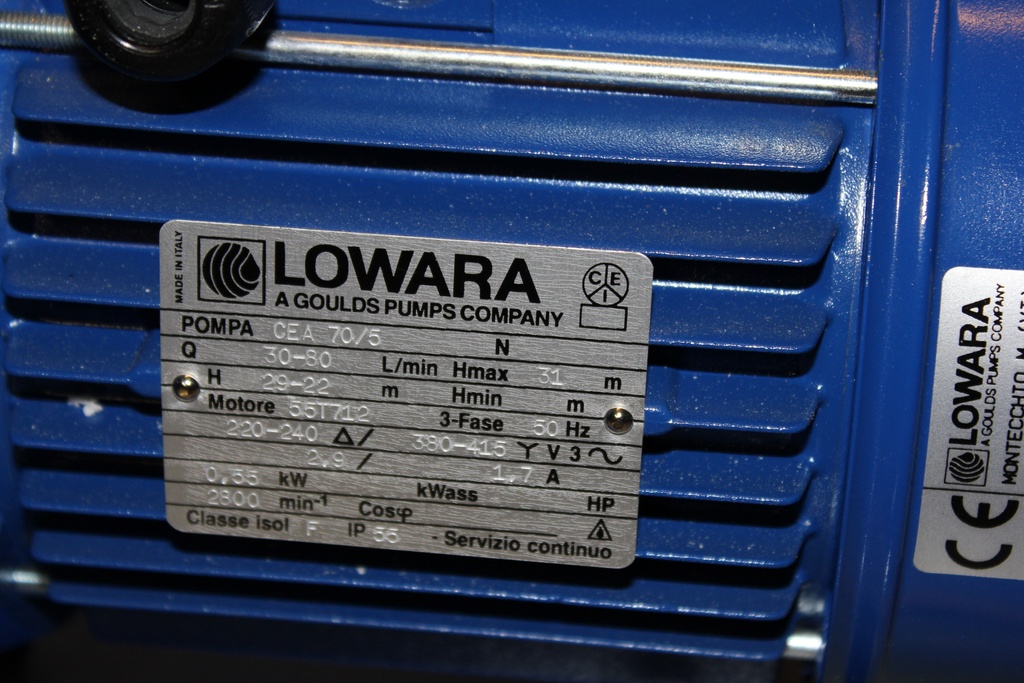 MADE IN ITALY
LOWARA
A GOULDS PUMPS COMPANY
CEI
POMPA CEA 70/5 N
Q 30-80 L/min Hmax 31 m
H 29-22 m Hmin m
Motore 55T712 3-Fase 50 Hz
220-240 Δ/ 380-415 Y V 3 ~
2,9/ 1,7 A
0,55 kW kWass HP
2800 min⁻¹ Cosφ
Classe isol F IP 55 - Servizio continuo
LOWARA
A GOULDS PUMPS COMPANY
MONTECCHIO M.
CE